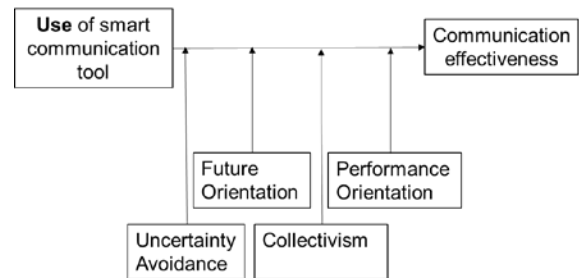 Use of smart
communication
tool
Communication
effectiveness
Future
Orientation
Performance
Orientation
Uncertainty
Avoidance
Collectivism